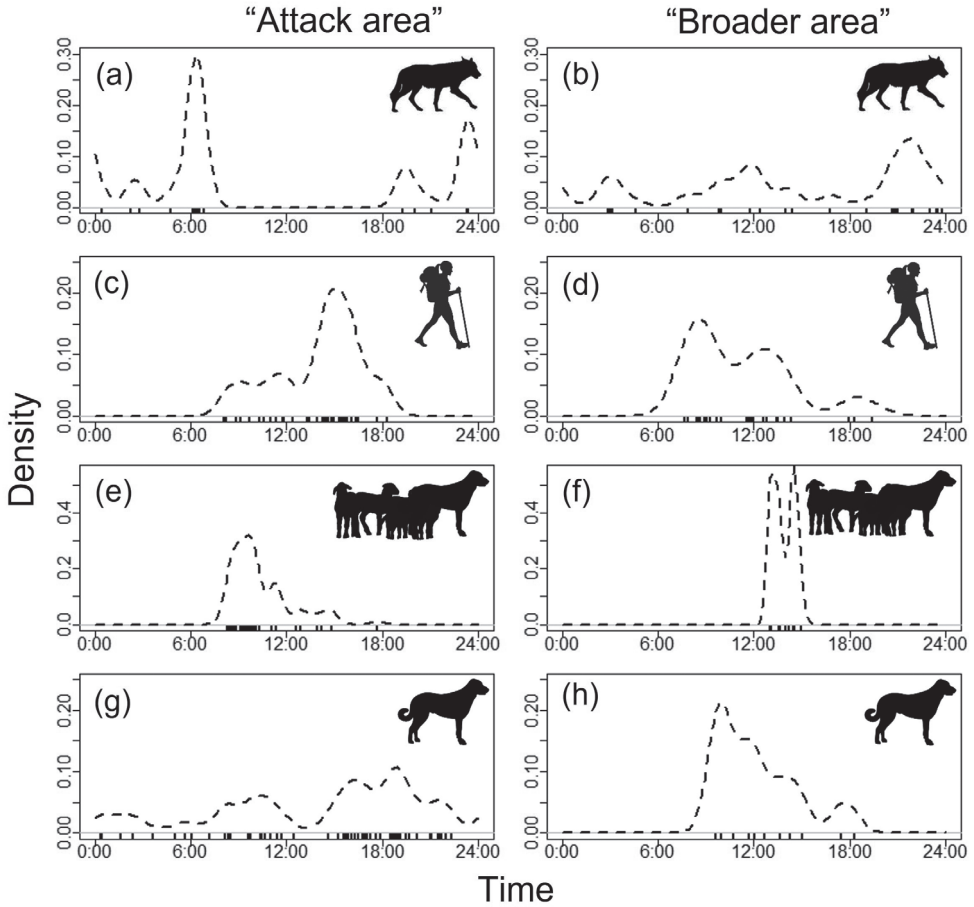 “Attack area” “Broader area”
(a) (b)
0.00 0.10 0.20 0.30 0.00 0.10 0.20 0.30
0:00 6:00 12:00 18:00 24:00 0:00 6:00 12:00 18:00 24:00
(c) (d)
0.00 0.10 0.20 0.00 0.10 0.20
0:00 6:00 12:00 18:00 24:00 0:00 6:00 12:00 18:00 24:00
Density
(e) (f)
0.0 0.2 0.4 0.0 0.2 0.4
0:00 6:00 12:00 18:00 24:00 0:00 6:00 12:00 18:00 24:00
(g) (h)
0.00 0.10 0.20 0.00 0.10 0.20
0:00 6:00 12:00 18:00 24:00 0:00 6:00 12:00 18:00 24:00
Time